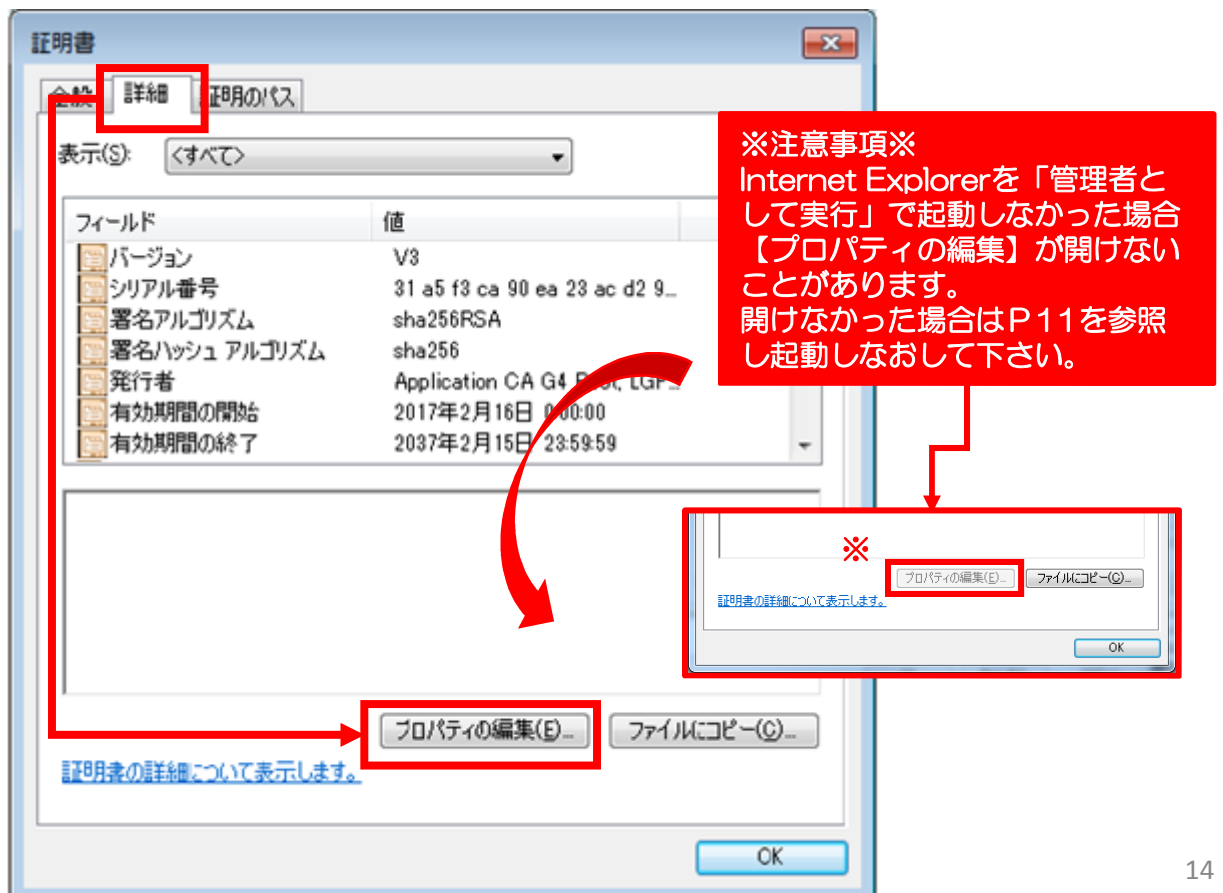 証明書
全般 詳細 証明のパス
表示(S): <すべて>
フィールド 値
バージョン V3
シリアル番号 31 a5 f3 ca 90 ea 23 ac d2 9...
署名アルゴリズム sha256RSA
署名ハッシュ アルゴリズム sha256
発行者 Application CA G4
有効期間の開始 2017年2月16日 0:00:00
有効期間の終了 2037年2月15日 23:59:59
プロパティの編集(E)... ファイルにコピー(C)...
証明書の詳細について表示します。
OK
※注意事項※
Internet Explorerを「管理者と
して実行」で起動しなかった場合
【プロパティの編集】が開けない
ことがあります。
開けなかった場合はP11を参照
し起動しなおして下さい。
※
プロパティの編集(E)... ファイルにコピー(C)...
証明書の詳細について表示します。
OK
14